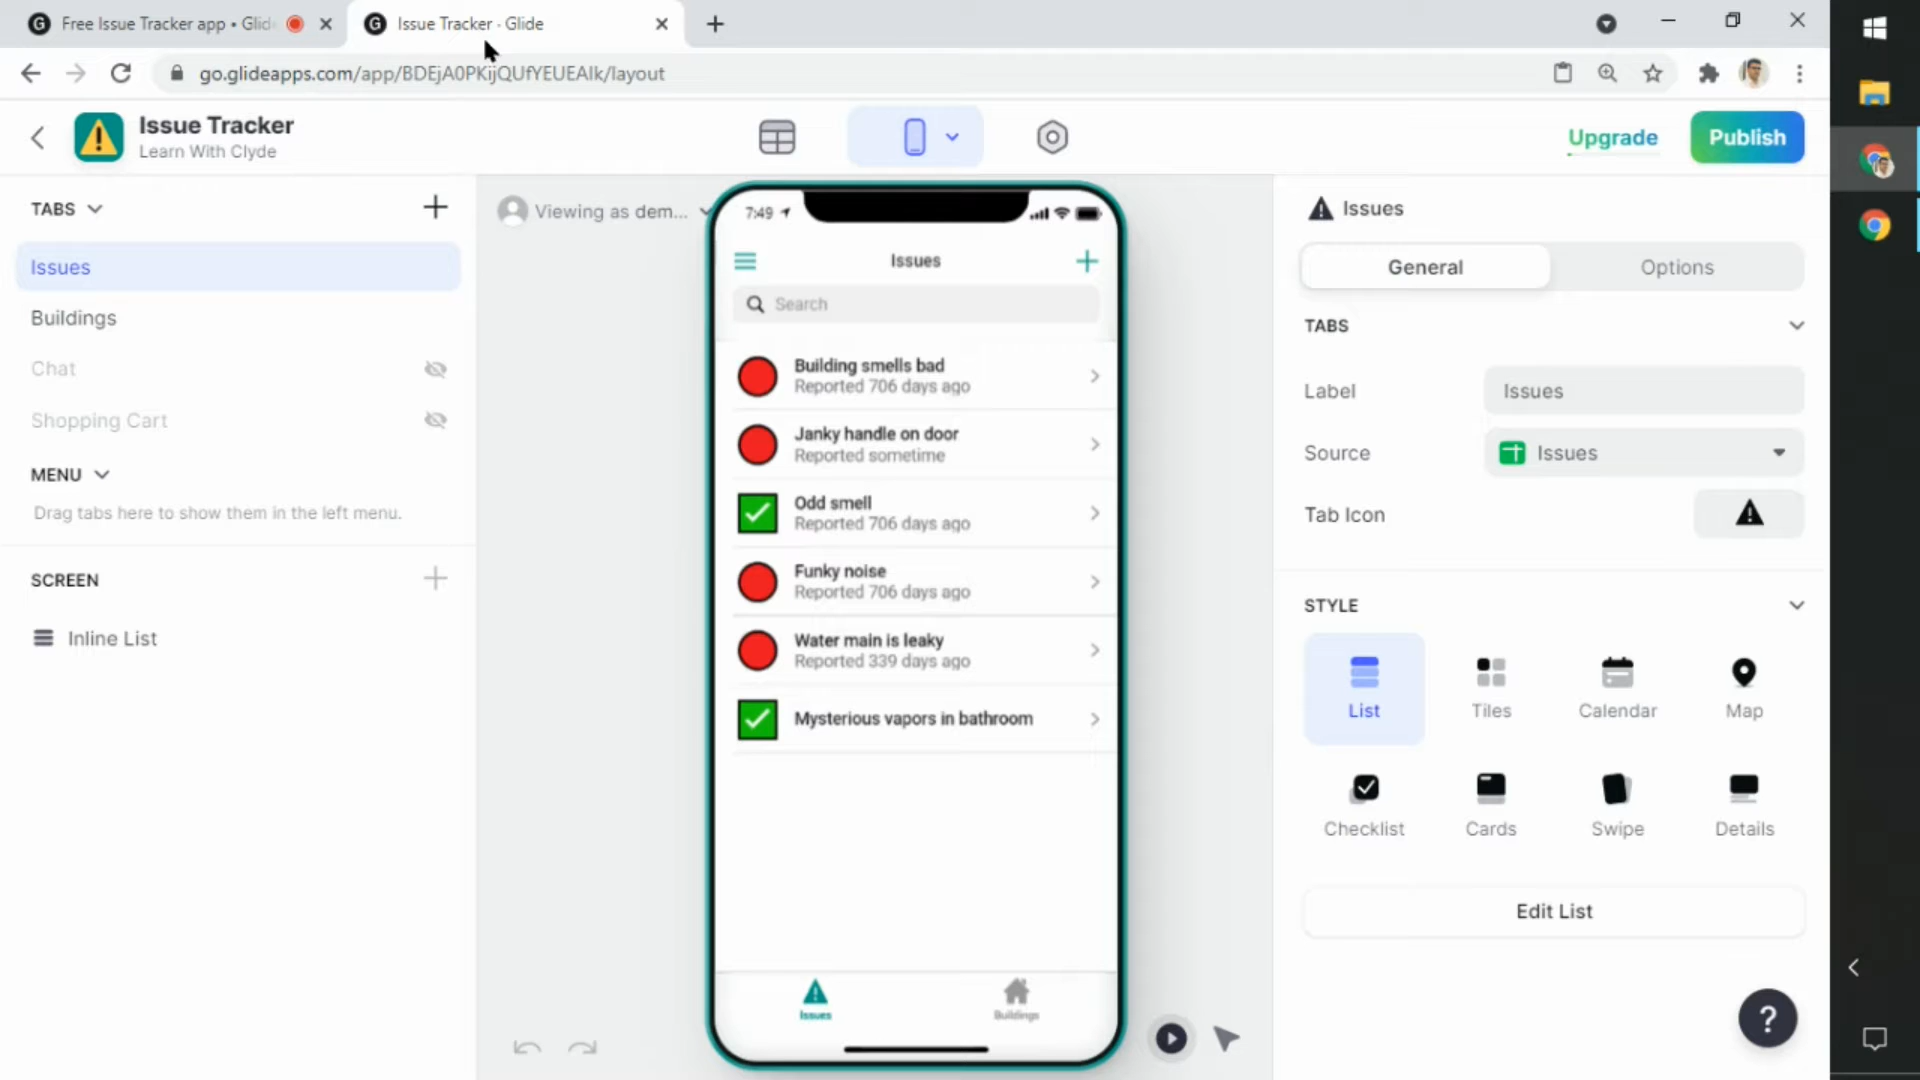 Free Issue Tracker app • Glid
Issue Tracker · Glide
go.glideapps.com/app/BDEjA0PKijQUfYEUEAlk/layout
Issue Tracker
Learn With Clyde
Upgrade
Publish
TABS
Issues
Buildings
Chat
Shopping Cart
MENU
Drag tabs here to show them in the left menu.
SCREEN
Inline List
Viewing as dem...
7:49
Issues
Search
Building smells bad
Reported 706 days ago
Janky handle on door
Reported sometime
Odd smell
Reported 706 days ago
Funky noise
Reported 706 days ago
Water main is leaky
Reported 339 days ago
Mysterious vapors in bathroom
Issues
Buildings
Issues
General
Options
TABS
Label
Issues
Source
Issues
Tab Icon
STYLE
List
Tiles
Calendar
Map
Checklist
Cards
Swipe
Details
Edit List
?